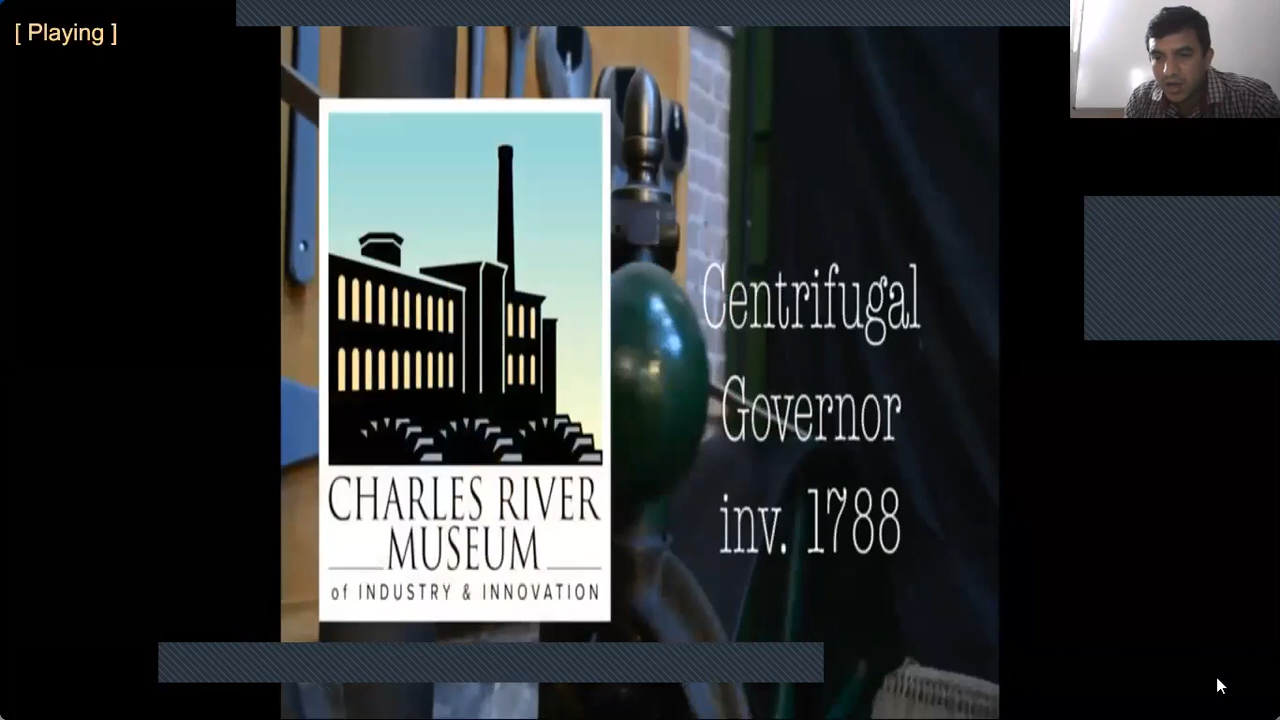 [ Playing ]
CHARLES RIVER
MUSEUM
of INDUSTRY & INNOVATION
Centrifugal
Governor
inv. 1788